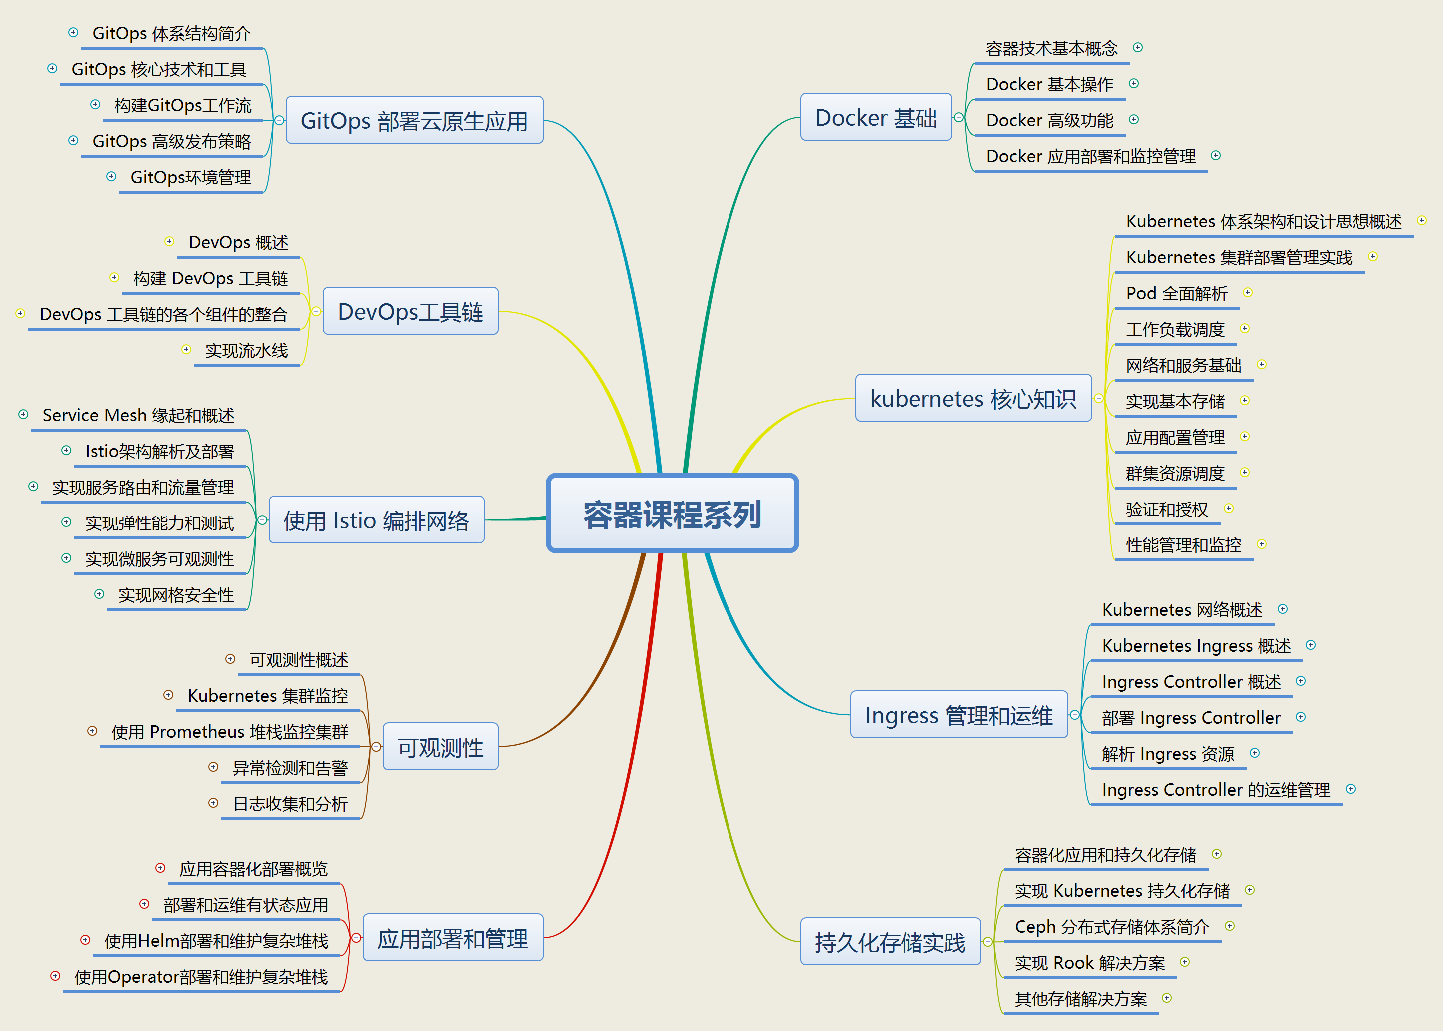 容器课程系列
Docker 基础
容器技术基本概念
Docker 基本操作
Docker 高级功能
Docker 应用部署和监控管理
kubernetes 核心知识
Kubernetes 体系架构和设计思想概述
Kubernetes 集群部署管理实践
Pod 全面解析
工作负载调度
网络和服务基础
实现基本存储
应用配置管理
群集资源调度
验证和授权
性能管理和监控
Ingress 管理和运维
Kubernetes 网络概述
Kubernetes Ingress 概述
Ingress Controller 概述
部署 Ingress Controller
解析 Ingress 资源
Ingress Controller 的运维管理
持久化存储实践
容器化应用和持久化存储
实现 Kubernetes 持久化存储
Ceph 分布式存储体系简介
实现 Rook 解决方案
其他存储解决方案
GitOps 部署云原生应用
GitOps 体系结构简介
GitOps 核心技术和工具
构建GitOps工作流
GitOps 高级发布策略
GitOps环境管理
DevOps工具链
DevOps 概述
构建 DevOps 工具链
DevOps 工具链的各个组件的整合
实现流水线
使用 Istio 编排网络
Service Mesh 缘起和概述
Istio架构解析及部署
实现服务路由和流量管理
实现弹性能力和测试
实现微服务可观测性
实现网格安全性
可观测性
可观测性概述
Kubernetes 集群监控
使用 Prometheus 堆栈监控集群
异常检测和告警
日志收集和分析
应用部署和管理
应用容器化部署概览
部署和运维有状态应用
使用Helm部署和维护复杂堆栈
使用Operator部署和维护复杂堆栈